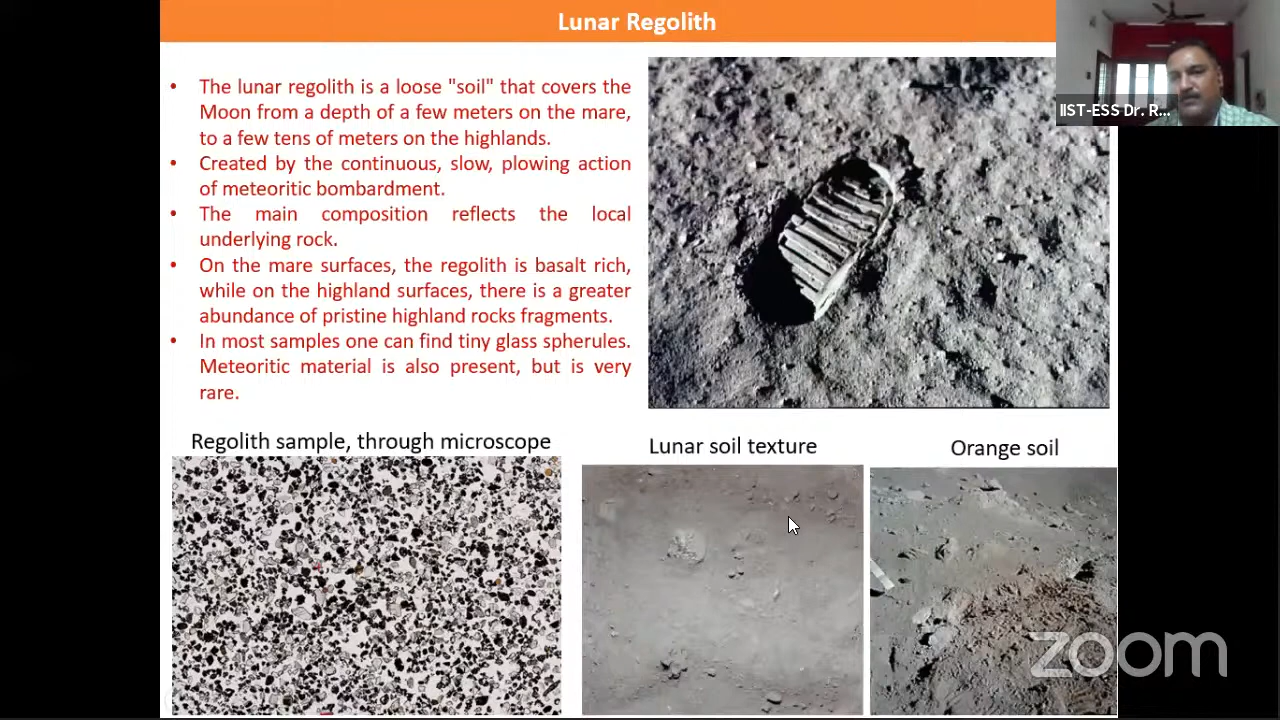 Lunar Regolith
IIST-ESS Dr. R...
• The lunar regolith is a loose "soil" that covers the
Moon from a depth of a few meters on the mare,
to a few tens of meters on the highlands.
• Created by the continuous, slow, plowing action
of meteoritic bombardment.
• The main composition reflects the local
underlying rock.
• On the mare surfaces, the regolith is basalt rich,
while on the highland surfaces, there is a greater
abundance of pristine highland rocks fragments.
• In most samples one can find tiny glass spherules.
Meteoritic material is also present, but is very
rare.
Regolith sample, through microscope
Lunar soil texture
Orange soil
zoom